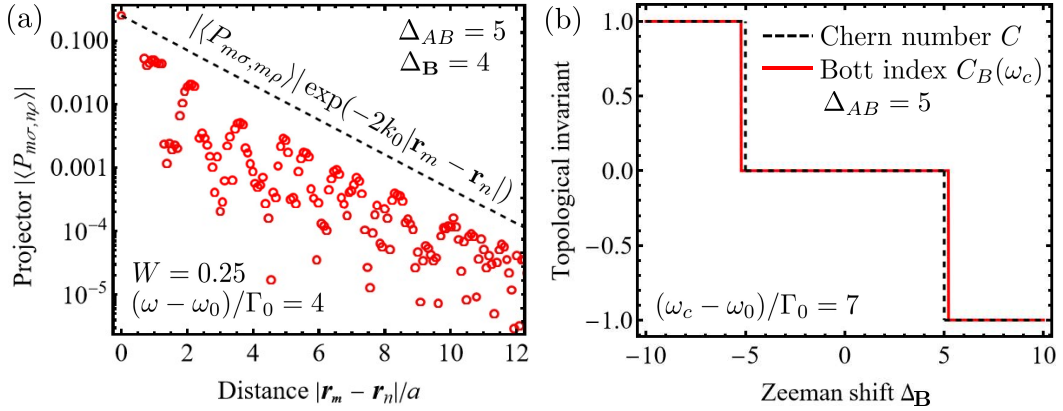 (a)
Projector |⟨P_{mσ,nρ}⟩|
0.100
0.010
0.001
10^{-4}
10^{-5}
|⟨P_{mσ,mρ}⟩| exp(−2k_0|r_m − r_n|)
Δ_{AB} = 5
Δ_B = 4
W = 0.25
(ω − ω_0)/Γ_0 = 4
0 2 4 6 8 10 12
Distance |r_m − r_n|/a
(b)
Topological invariant
1.0
0.5
0.0
−0.5
−1.0
Chern number C
Bott index C_B(ω_c)
Δ_{AB} = 5
(ω_c − ω_0)/Γ_0 = 7
−10 −5 0 5 10
Zeeman shift Δ_B